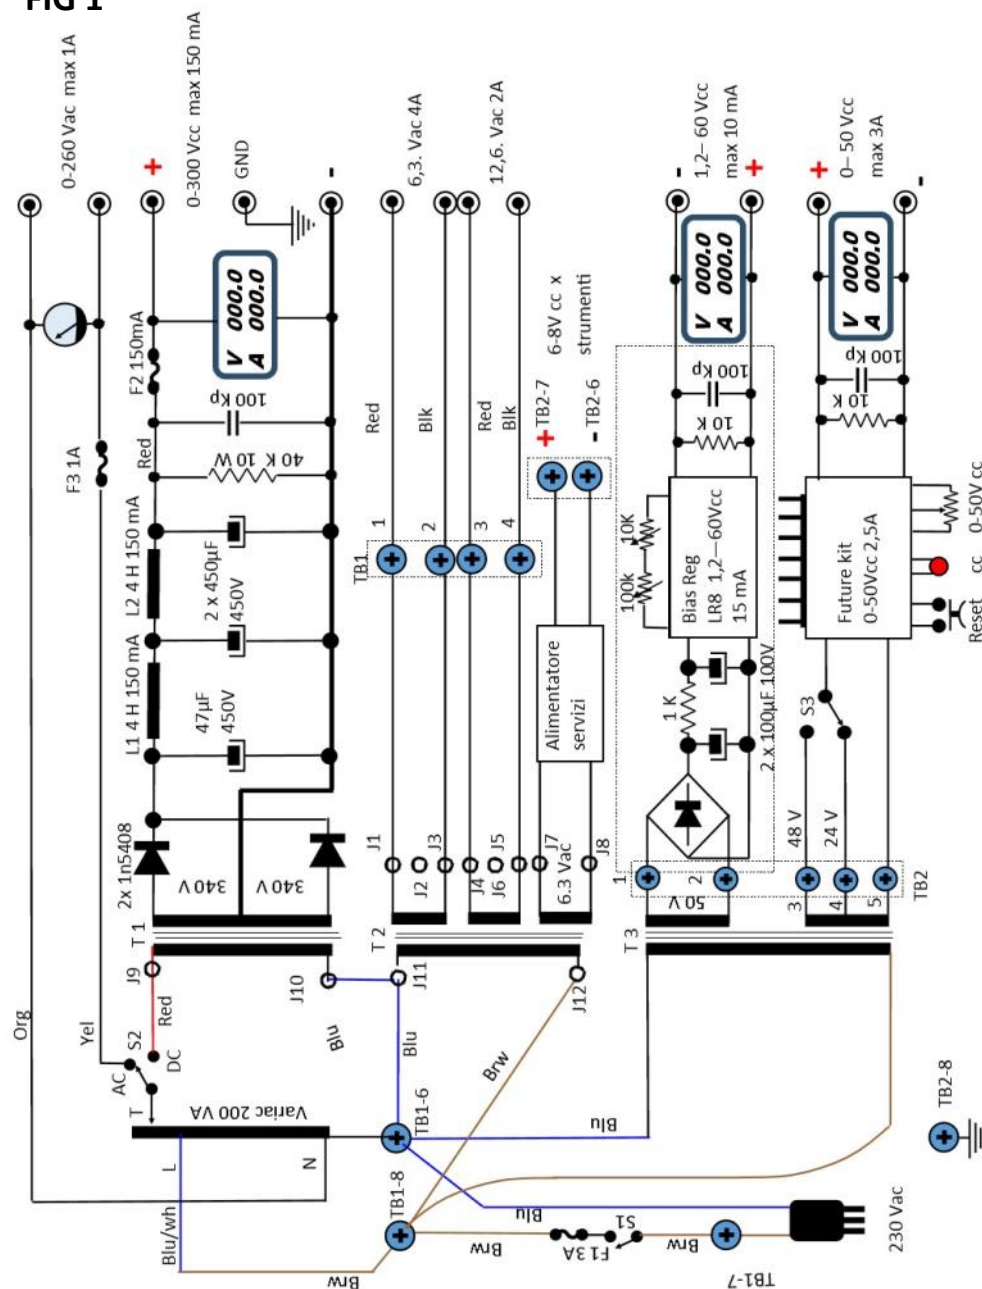 FIG 1
0-260 Vac max 1A
0-300 Vcc max 150 mA
+
GND
-
6,3. Vac 4A
12,6. Vac 2A
1,2– 60 Vcc
max 10 mA
-
+
0– 50 Vcc
max 3A
+
-
V 000.0
A 000.0
V 000.0
A 000.0
V 000.0
A 000.0
F2 150mA
F3 1A
100 Kp
40 K 10 W
Red
L2 4 H 150 mA
L1 4 H 150 mA
2 x 450µF
450V
47µF
450V
2x 1n5408
340 V
340 V
T 1
J9
J10
Red
Blu
Org
Yel
S2
AC
DC
T
Variac 200 VA
L
N
Blu/wh
Red
Blk
Red
Blk
TB1
1
2
3
4
6-8V cc x
strumenti
TB2-7
TB2-6
+
-
Alimentatore
servizi
J1
J2
J3
J4
J5
J6
J7
J8
6.3 Vac
T 2
J11
J12
Blu
Brw
TB1-6
TB1-8
Blu
Blu
Brw
Brw
Brw
F1 3A
S1
TB1-7
230 Vac
TB2-8
100 Kp
10 K
10K
100k
Bias Reg
LR8 1,2—60Vcc
15 mA
1 K
2 x 100µF 100V
1
2
50 V
T 3
100 Kp
10 K
Future kit
0-50Vcc 2,5A
0-50V cc
cc
Reset
S3
48 V
24 V
3
4
5
TB2